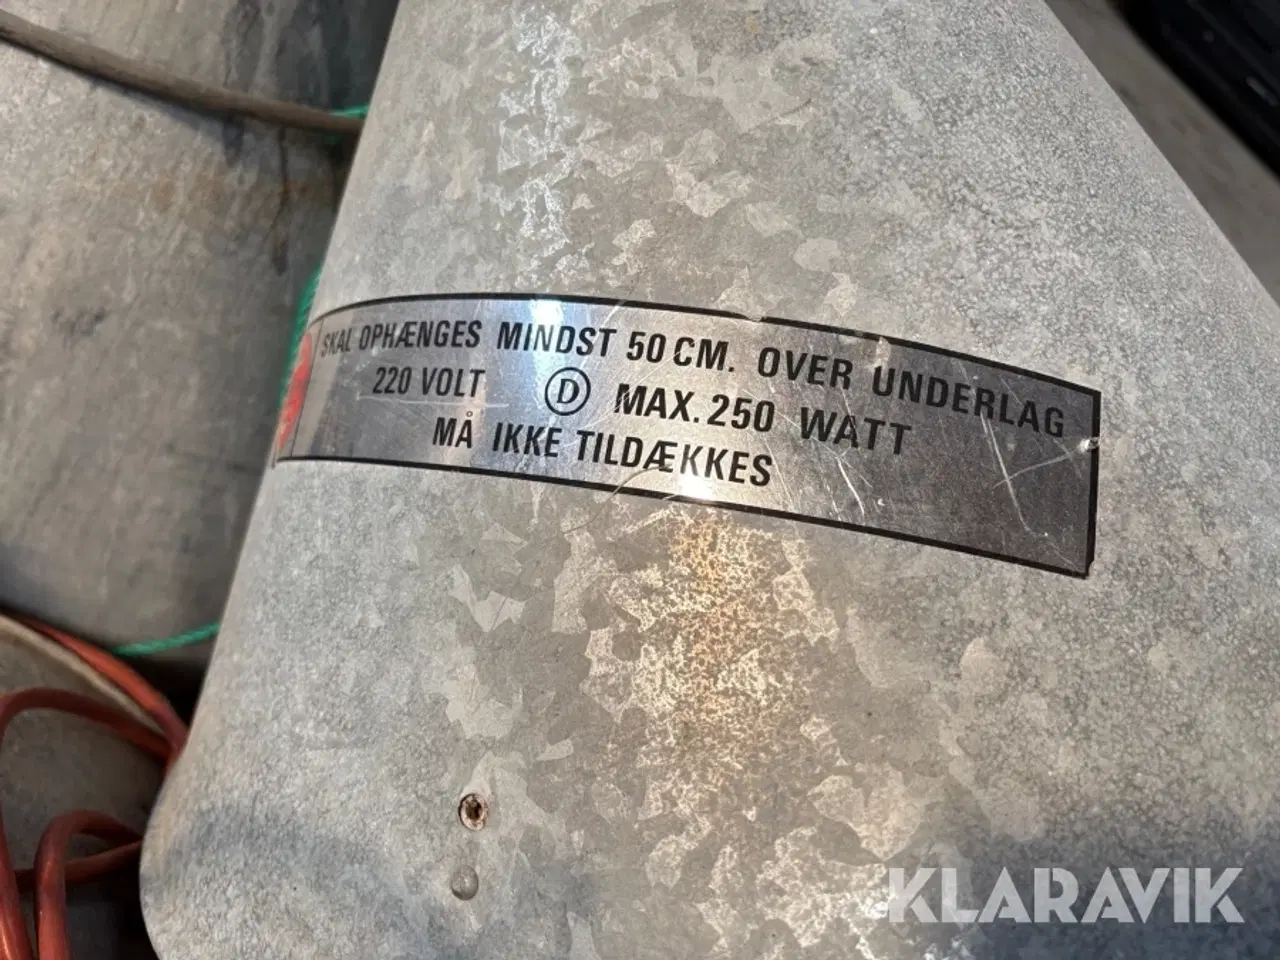 SKAL OPHÆNGES MINDST 50 CM. OVER UNDERLAG
220 VOLT Ⓓ MAX. 250 WATT
MÅ IKKE TILDÆKKES
KLARAVIK